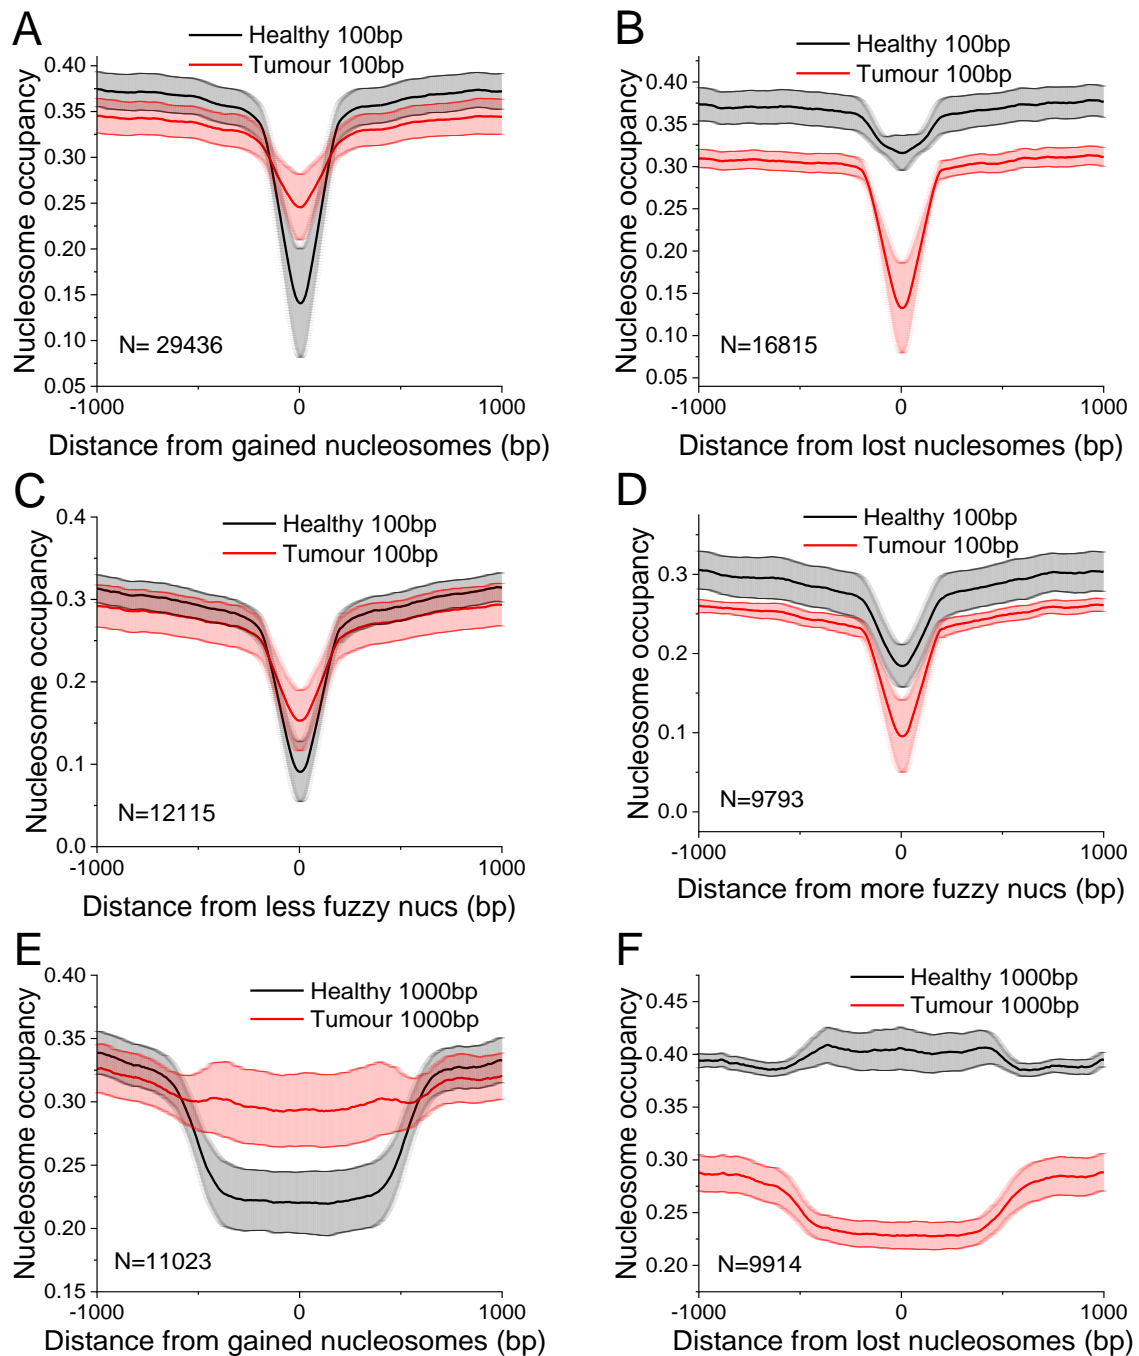 A
Healthy 100bp
Tumour 100bp
Nucleosome occupancy
0.40
0.35
0.30
0.25
0.20
0.15
0.10
0.05
N= 29436
-1000
0
1000
Distance from gained nucleosomes (bp)
B
Healthy 100bp
Tumour 100bp
Nucleosome occupancy
0.40
0.35
0.30
0.25
0.20
0.15
0.10
0.05
N=16815
-1000
0
1000
Distance from lost nuclesomes (bp)
C
Healthy 100bp
Tumour 100bp
Nucleosome occupancy
0.4
0.3
0.2
0.1
0.0
N=12115
-1000
0
1000
Distance from less fuzzy nucs (bp)
D
Healthy 100bp
Tumour 100bp
Nucleosome occupancy
0.3
0.2
0.1
0.0
N=9793
-1000
0
1000
Distance from more fuzzy nucs (bp)
E
Healthy 1000bp
Tumour 1000bp
Nucleosome occupancy
0.40
0.35
0.30
0.25
0.20
0.15
N=11023
-1000
0
1000
Distance from gained nucleosomes (bp)
F
Healthy 1000bp
Tumour 1000bp
Nucleosome occupancy
0.45
0.40
0.35
0.30
0.25
0.20
N=9914
-1000
0
1000
Distance from lost nucleosomes (bp)